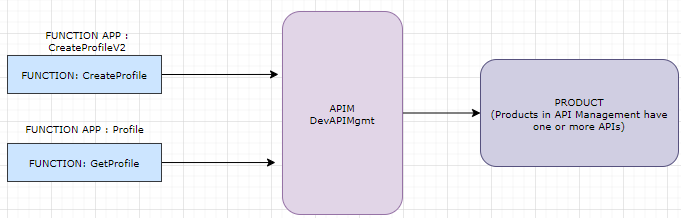 FUNCTION APP :
CreateProfileV2
FUNCTION: CreateProfile
FUNCTION APP : Profile
FUNCTION: GetProfile
APIM
DevAPIMgmt
PRODUCT
(Products in API Management have
one or more APIs)